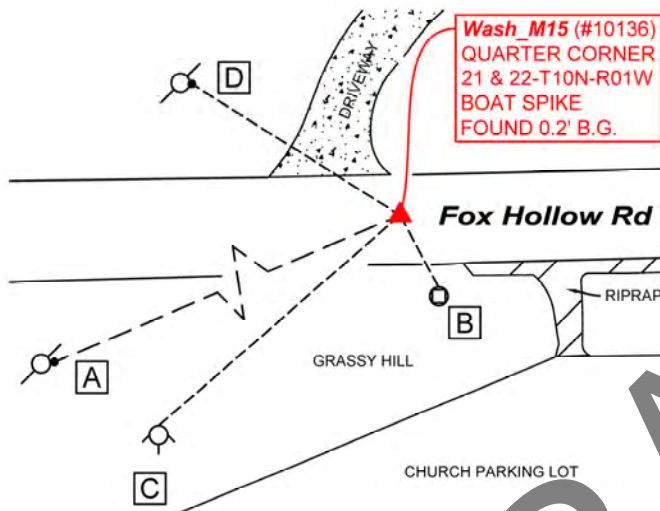 Wash_M15 (#10136)
QUARTER CORNER
21 & 22-T10N-R01W
BOAT SPIKE
FOUND 0.2' B.G.
D
DRIVEWAY
Fox Hollow Rd
B
RIPRAP
A
GRASSY HILL
C
CHURCH PARKING LOT